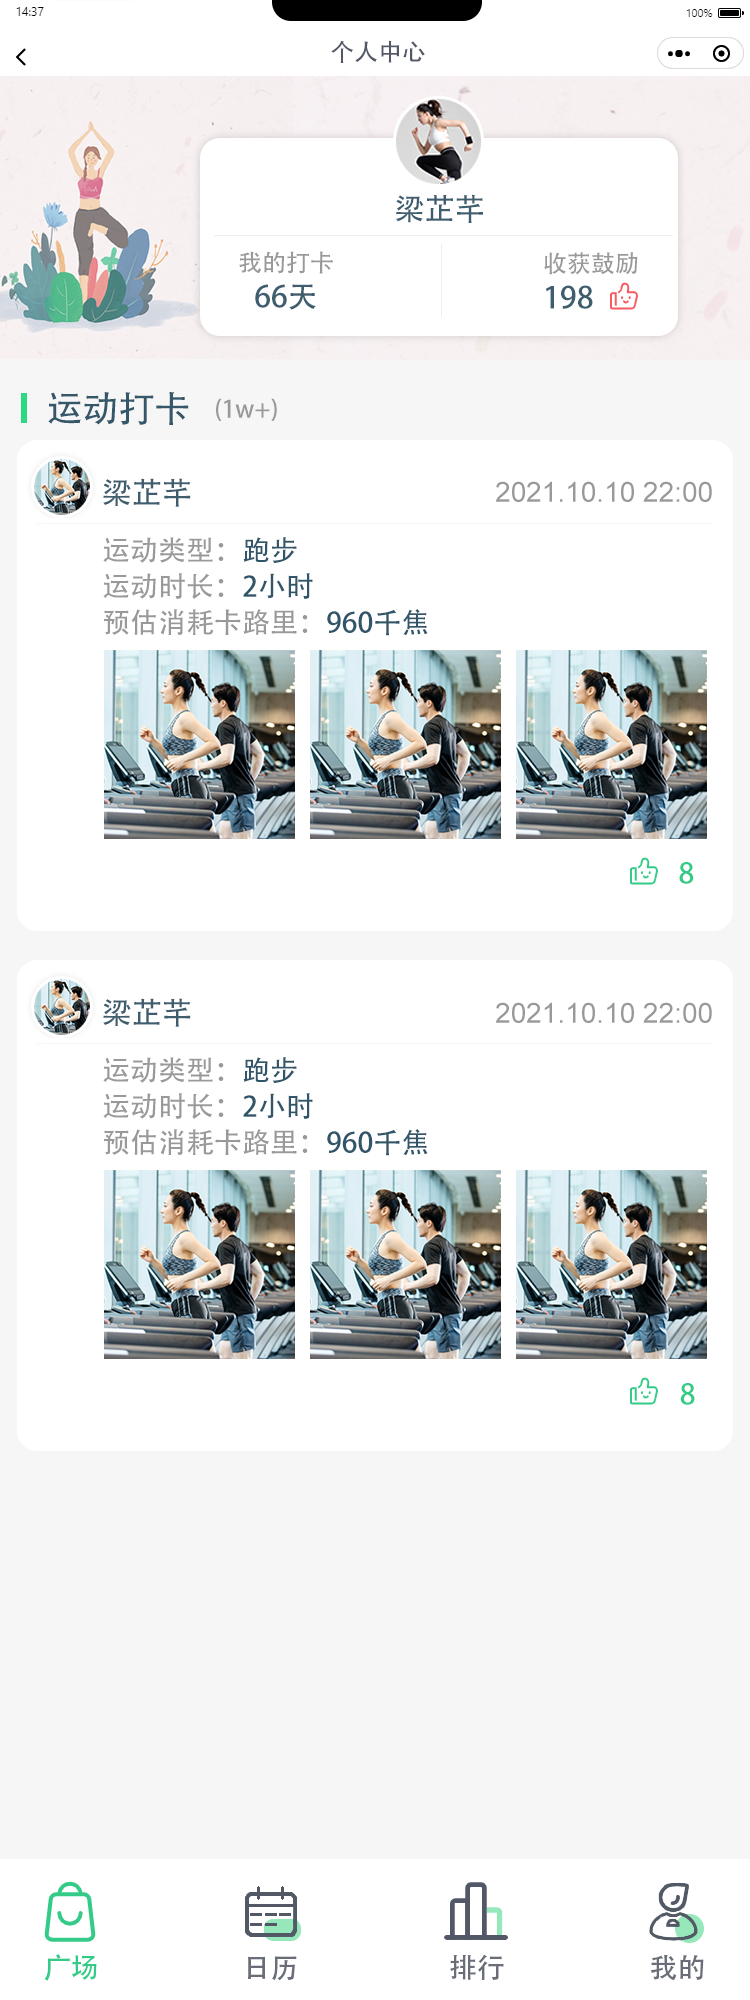 14:37
100%
个人中心
梁芷芊
我的打卡
收获鼓励
66天
198
运动打卡 (1w+)
梁芷芊
2021.10.10 22:00
运动类型：跑步
运动时长：2小时
预估消耗卡路里：960千焦
8
梁芷芊
2021.10.10 22:00
运动类型：跑步
运动时长：2小时
预估消耗卡路里：960千焦
8
广场
日历
排行
我的